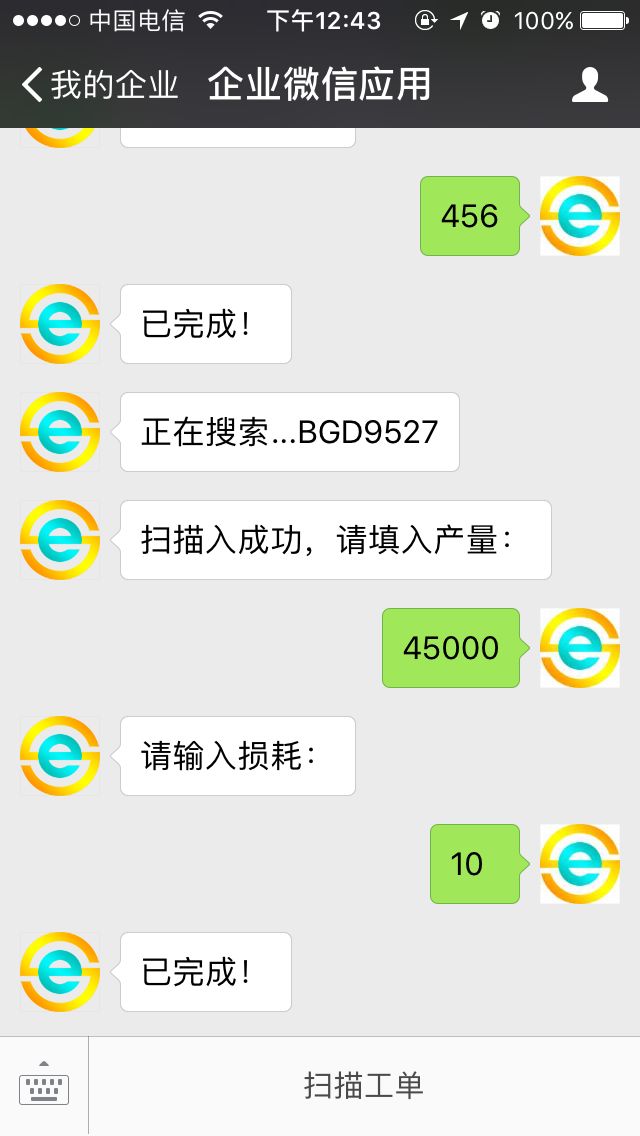 中国电信 下午12:43 100%
我的企业 企业微信应用
456
已完成！
正在搜索...BGD9527
扫描入成功，请填入产量：
45000
请输入损耗：
10
已完成！
扫描工单